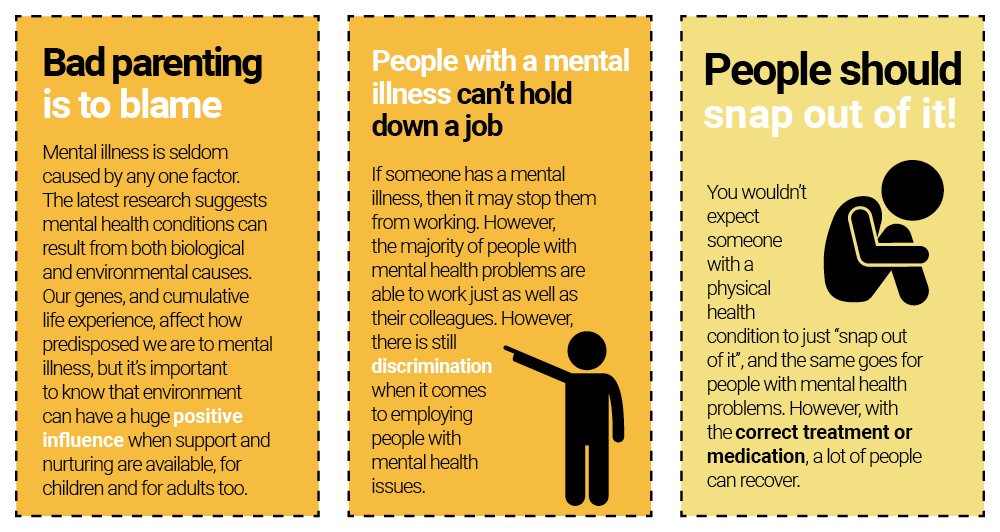 Bad parenting
is to blame
Mental illness is seldom
caused by any one factor.
The latest research suggests
mental health conditions can
result from both biological
and environmental causes.
Our genes, and cumulative
life experience, affect how
predisposed we are to mental
illness, but it’s important
to know that environment
can have a huge positive
influence when support and
nurturing are available, for
children and for adults too.
People with a mental
illness can’t hold
down a job
If someone has a mental
illness, then it may stop them
from working. However,
the majority of people with
mental health problems are
able to work just as well as
their colleagues. However,
there is still
discrimination
when it comes
to employing
people with
mental health
issues.
People should
snap out of it!
You wouldn’t
expect
someone
with a
physical
health
condition to just “snap out
of it”, and the same goes for
people with mental health
problems. However, with
the correct treatment or
medication, a lot of people
can recover.